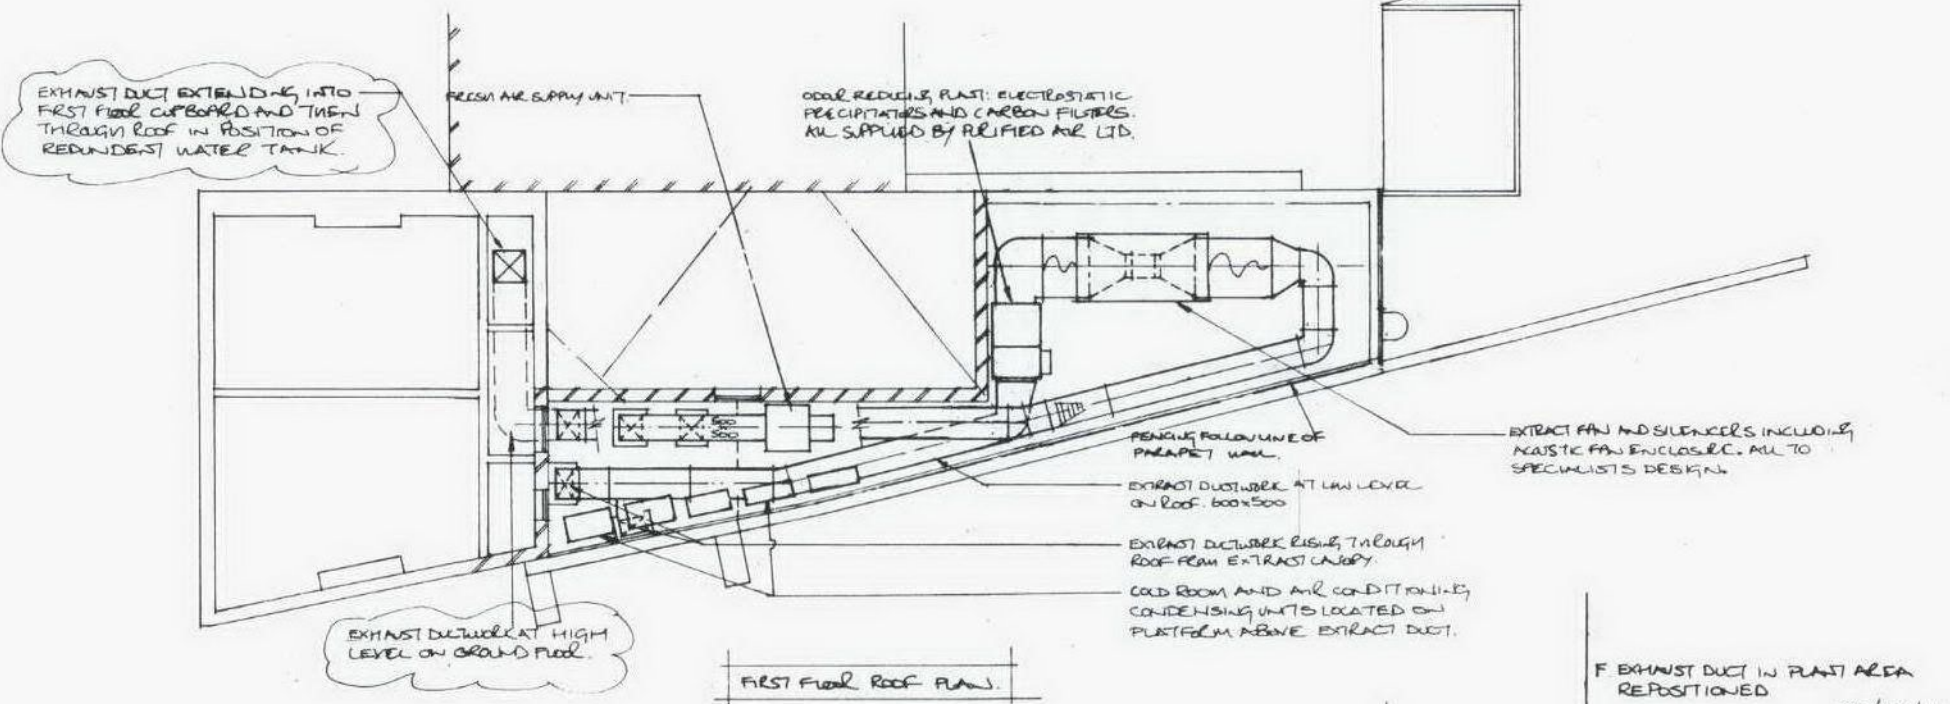 EXHAUST DUCT EXTENDING INTO
FIRST FLOOR CUPBOARD AND THEN
THROUGH ROOF IN POSITION OF
REDUNDENT WATER TANK.
FRESH AIR SUPPLY UNIT.
ODOUR REDUCING PLANT: ELECTROSTATIC
PRECIPITATORS AND CARBON FILTERS.
ALL SUPPLIED BY PURIFIED AIR LTD.
FENCING FOLLOW LINE OF
PARAPET WALL.
EXTRACT FAN AND SILENCERS INCLUDING
ACOUSTIC FAN ENCLOSURE. ALL TO
SPECIALISTS DESIGN.
EXTRACT DUCTWORK AT LOW LEVEL
ON ROOF. 600x500
EXTRACT DUCTWORK RISING THROUGH
ROOF FROM EXTRACT CANOPY.
COLD ROOM AND AIR CONDITIONING
CONDENSING UNITS LOCATED ON
PLATFORM ABOVE EXTRACT DUCT.
EXHAUST DUCTWORK AT HIGH
LEVEL ON GROUND FLOOR.
FIRST FLOOR ROOF PLAN.
F. EXHAUST DUCT IN PLANT AREA
REPOSITIONED